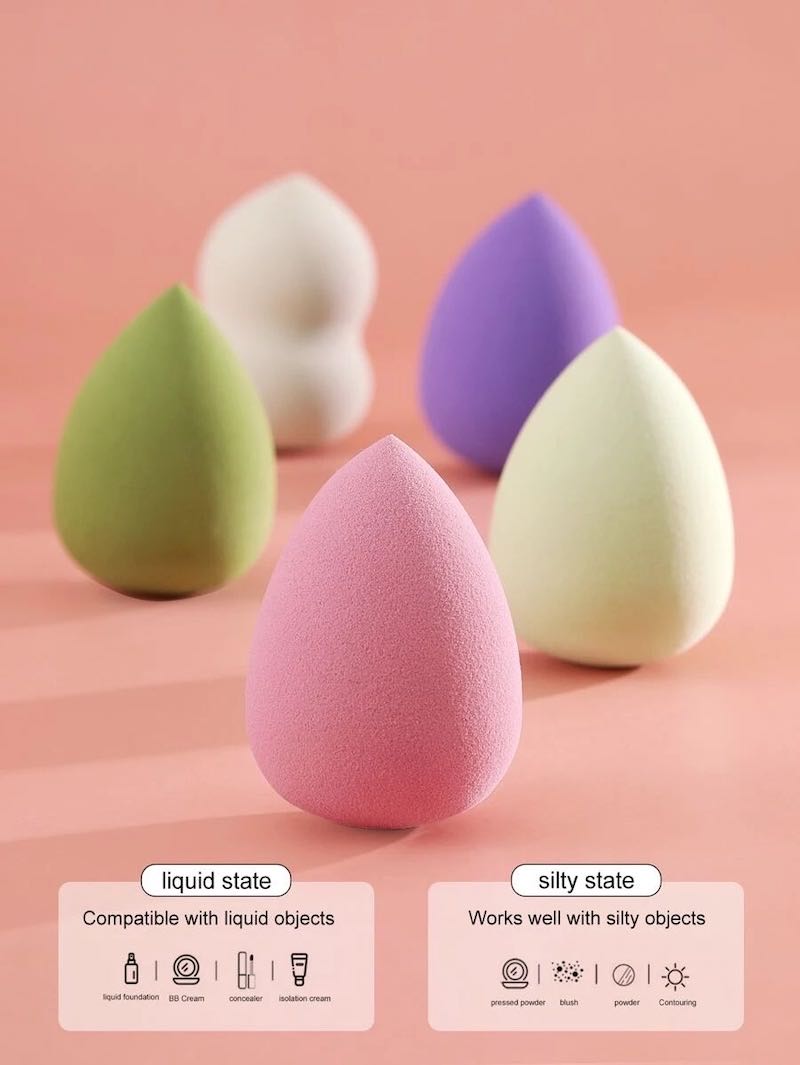 liquid state
Compatible with liquid objects
liquid foundation
BB Cream
concealer
isolation cream
silty state
Works well with silty objects
pressed powder
blush
powder
Contouring